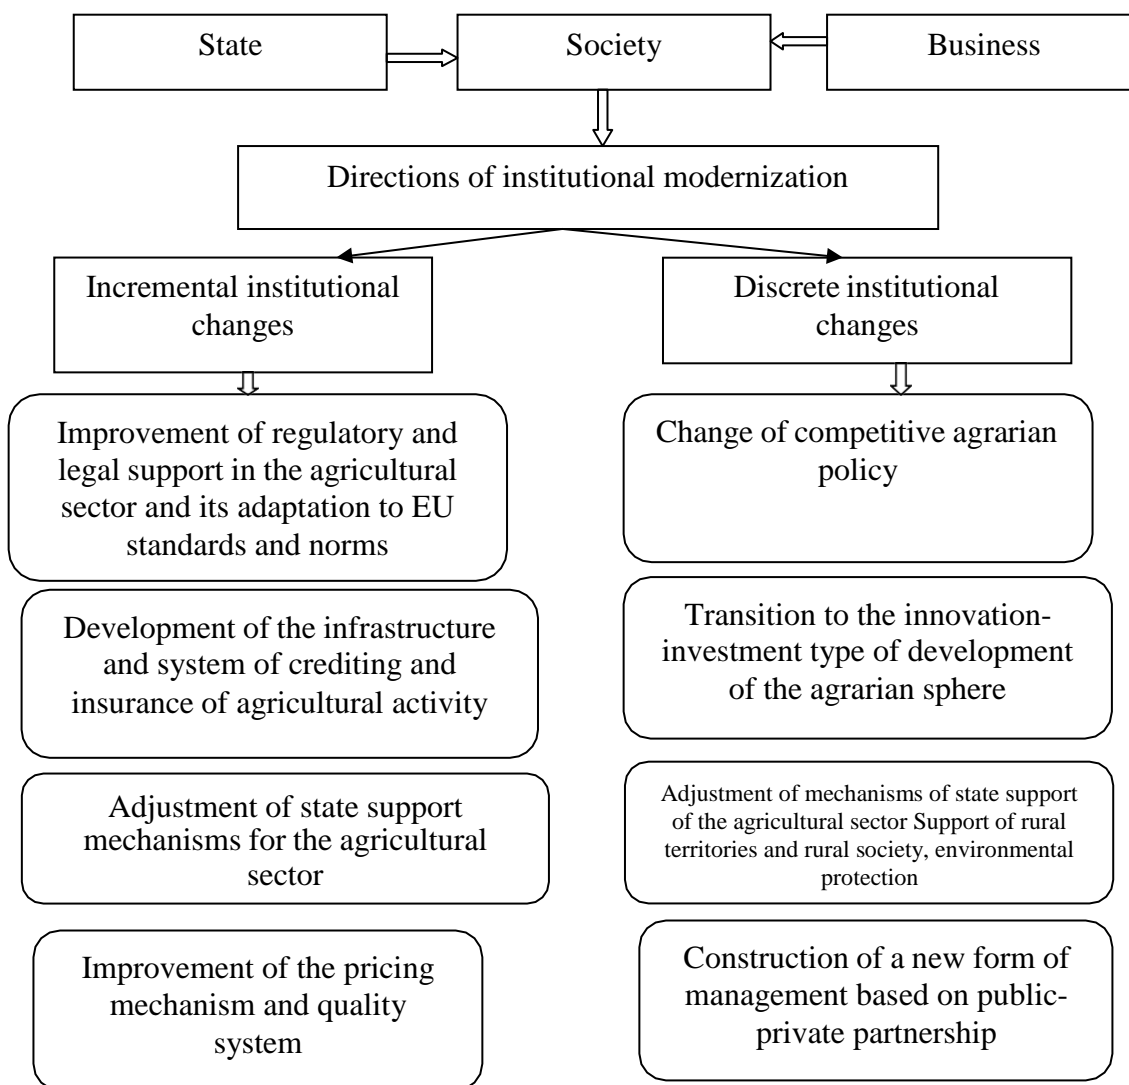 State
Society
Business
Directions of institutional modernization
Incremental institutional
changes
Discrete institutional
changes
Improvement of regulatory and
legal support in the agricultural
sector and its adaptation to EU
standards and norms
Change of competitive agrarian
policy
Development of the infrastructure
and system of crediting and
insurance of agricultural activity
Transition to the innovation-
investment type of development
of the agrarian sphere
Adjustment of state support
mechanisms for the agricultural
sector
Adjustment of mechanisms of state support
of the agricultural sector Support of rural
territories and rural society, environmental
protection
Improvement of the pricing
mechanism and quality
system
Construction of a new form of
management based on public-
private partnership